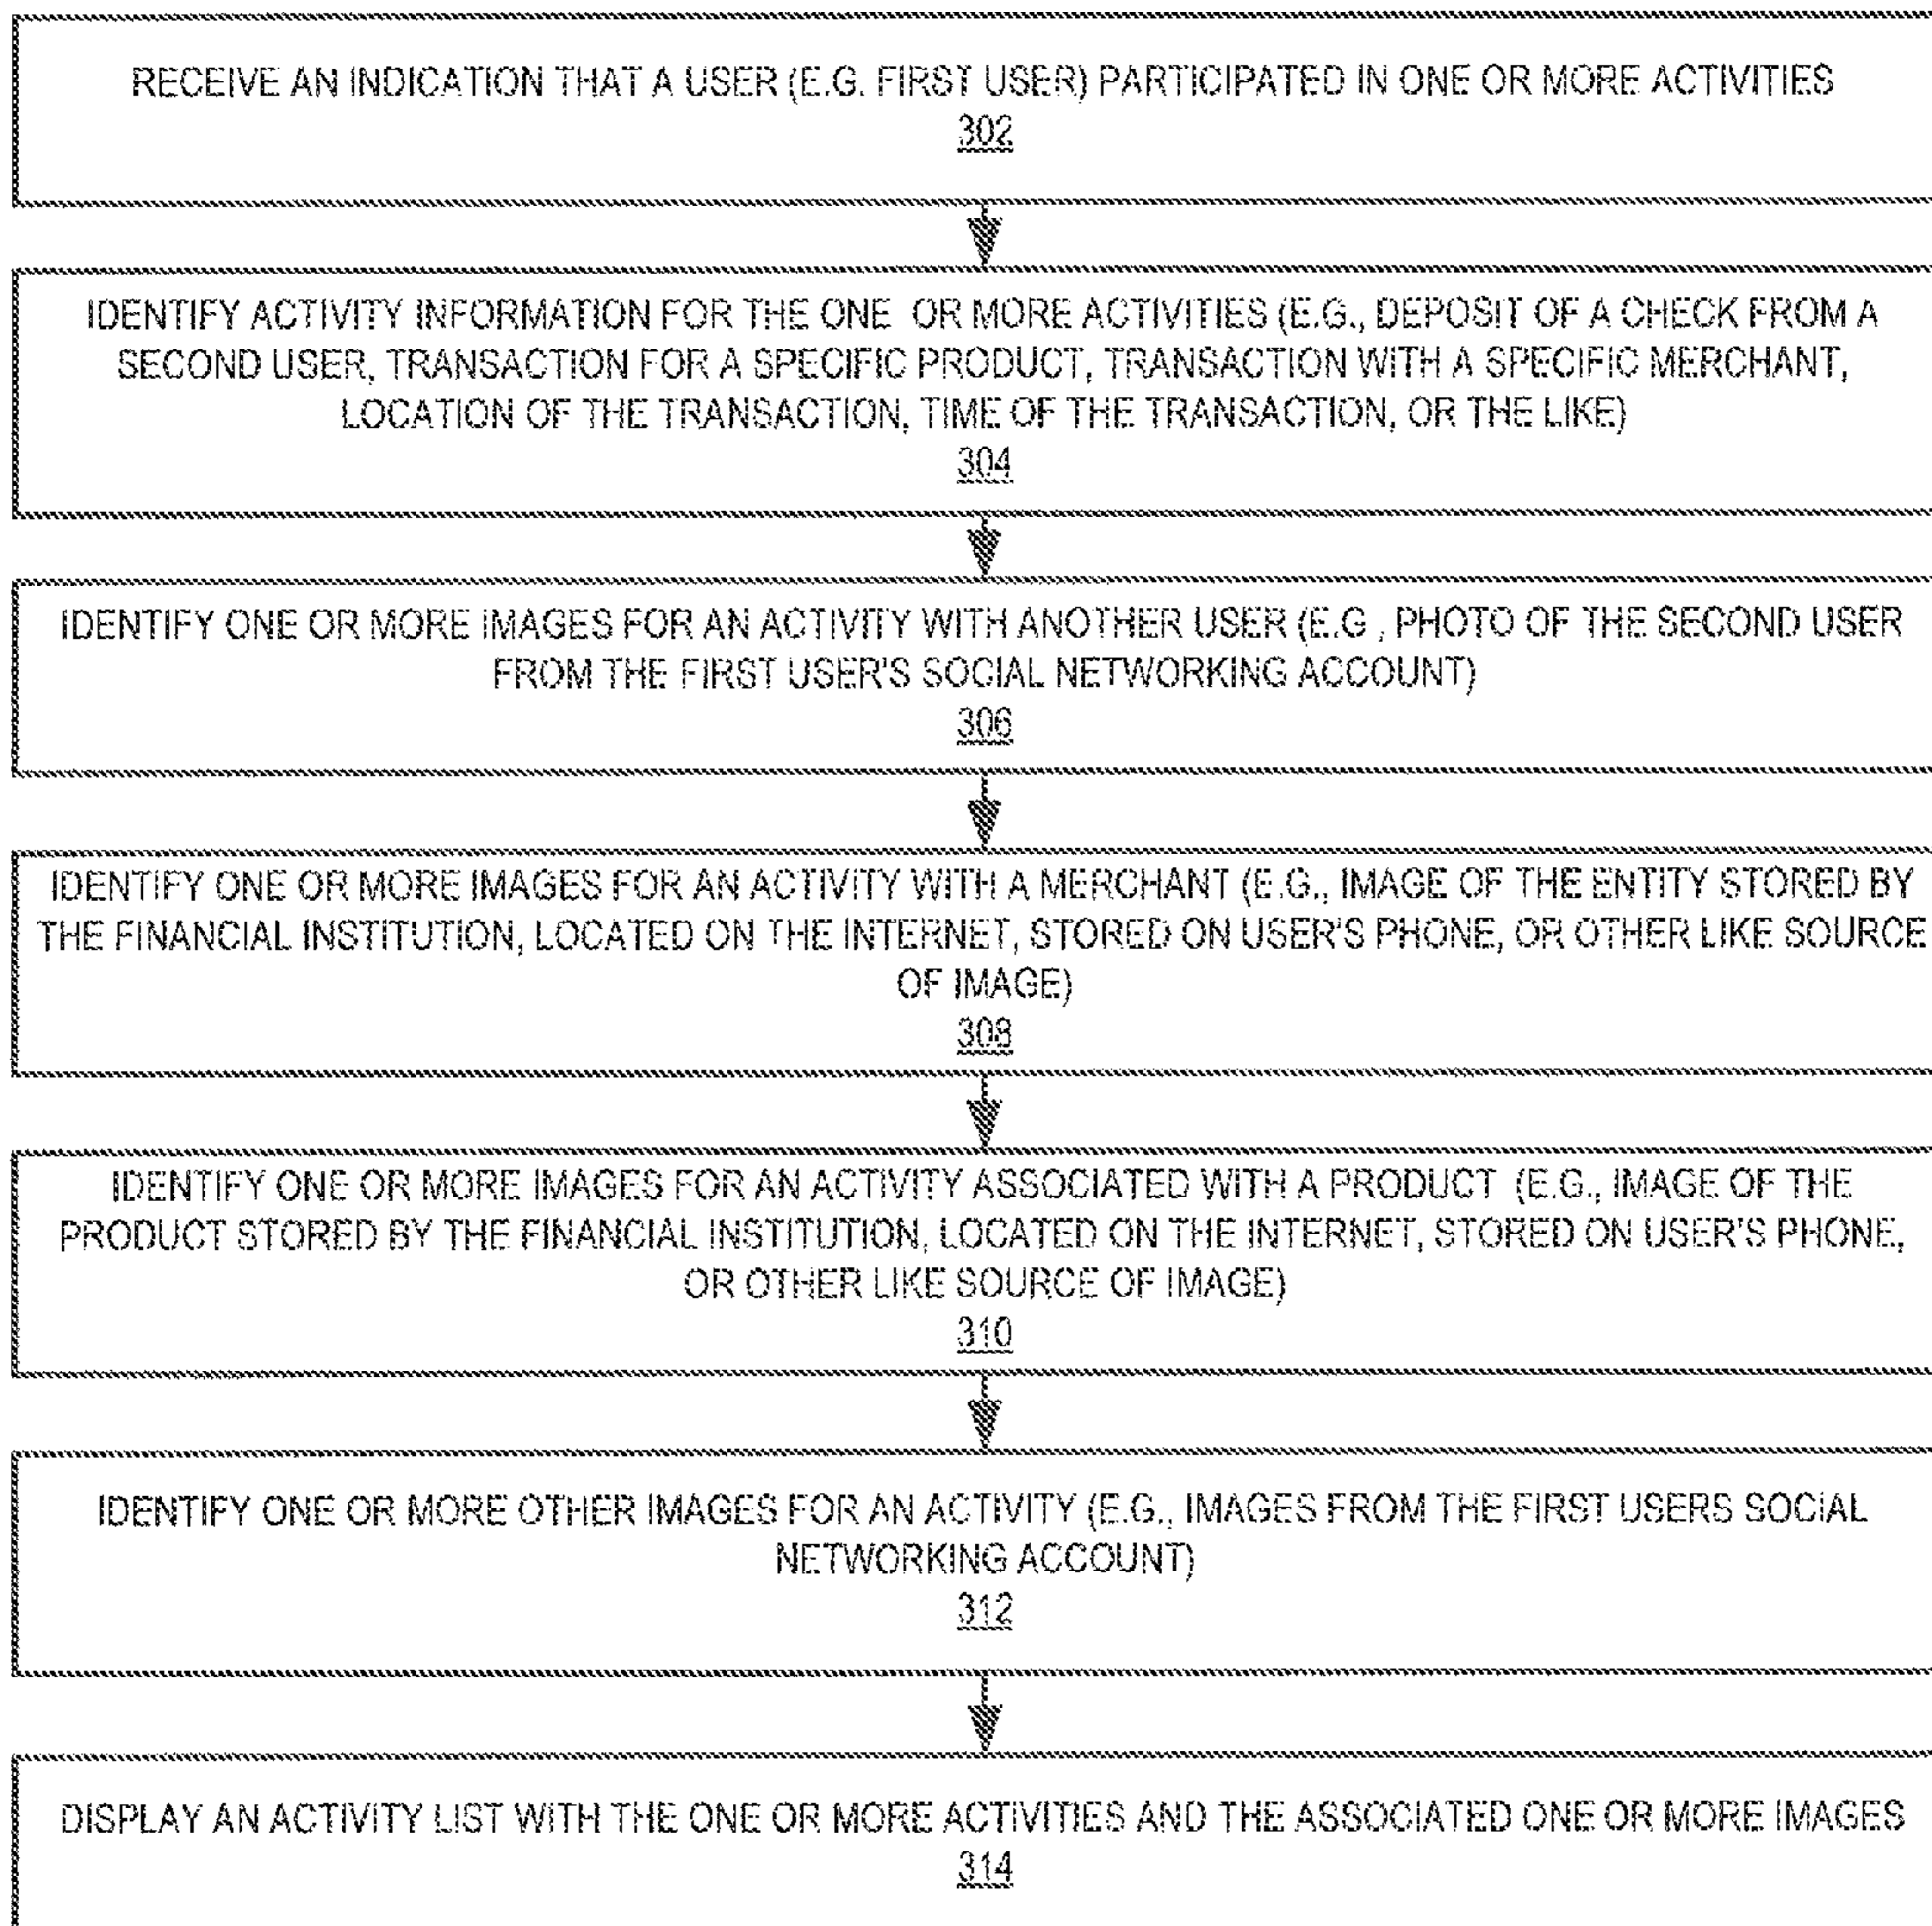 RECEIVE AN INDICATION THAT A USER (E.G. FIRST USER) PARTICIPATED IN ONE OR MORE ACTIVITIES
302
IDENTIFY ACTIVITY INFORMATION FOR THE ONE OR MORE ACTIVITIES (E.G., DEPOSIT OF A CHECK FROM A
SECOND USER, TRANSACTION FOR A SPECIFIC PRODUCT, TRANSACTION WITH A SPECIFIC MERCHANT,
LOCATION OF THE TRANSACTION, TIME OF THE TRANSACTION, OR THE LIKE)
304
IDENTIFY ONE OR MORE IMAGES FOR AN ACTIVITY WITH ANOTHER USER (E.G., PHOTO OF THE SECOND USER
FROM THE FIRST USER'S SOCIAL NETWORKING ACCOUNT)
306
IDENTIFY ONE OR MORE IMAGES FOR AN ACTIVITY WITH A MERCHANT (E.G., IMAGE OF THE ENTITY STORED BY
THE FINANCIAL INSTITUTION, LOCATED ON THE INTERNET, STORED ON USER'S PHONE, OR OTHER LIKE SOURCE
OF IMAGE)
308
IDENTIFY ONE OR MORE IMAGES FOR AN ACTIVITY ASSOCIATED WITH A PRODUCT (E.G., IMAGE OF THE
PRODUCT STORED BY THE FINANCIAL INSTITUTION, LOCATED ON THE INTERNET, STORED ON USER'S PHONE,
OR OTHER LIKE SOURCE OF IMAGE)
310
IDENTIFY ONE OR MORE OTHER IMAGES FOR AN ACTIVITY (E.G., IMAGES FROM THE FIRST USERS SOCIAL
NETWORKING ACCOUNT)
312
DISPLAY AN ACTIVITY LIST WITH THE ONE OR MORE ACTIVITIES AND THE ASSOCIATED ONE OR MORE IMAGES
314